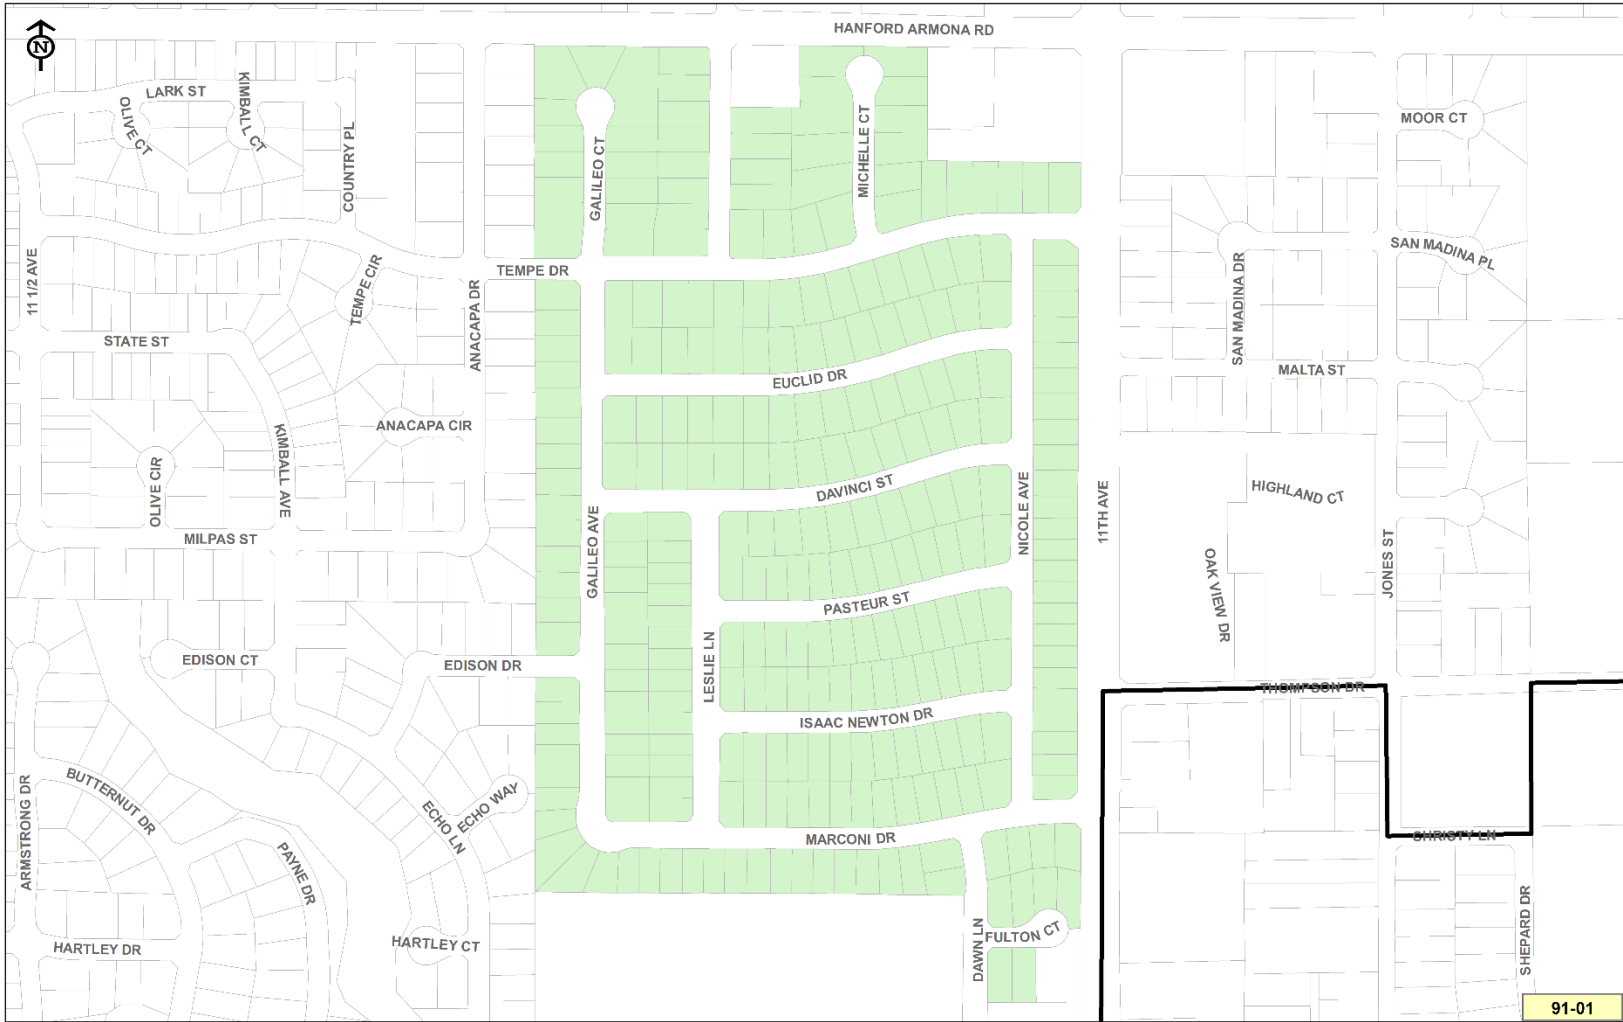 HANFORD ARMONA RD
N
LARK ST
KIMBALL CT
OLIVE CT
COUNTRY PL
GALILEO CT
MICHELLE CT
MOOR CT
11 1/2 AVE
TEMPE CIR
TEMPE DR
ANACAPA DR
SAN MADINA DR
SAN MADINA PL
STATE ST
EUCLID DR
MALTA ST
ANACAPA CIR
KIMBALL AVE
OLIVE CIR
DAVINCI ST
NICOLE AVE
11TH AVE
HIGHLAND CT
MILPAS ST
GALILEO AVE
OAK VIEW DR
JONES ST
PASTEUR ST
EDISON CT
EDISON DR
LESLIE LN
THOMPSON DR
ISAAC NEWTON DR
BUTTERNUT DR
ARMSTRONG DR
ECHO LN
ECHO WAY
MARCONI DR
CHRISTY LN
PAYNE DR
HARTLEY DR
HARTLEY CT
DAWN LN
FULTON CT
SHEPARD DR
91-01